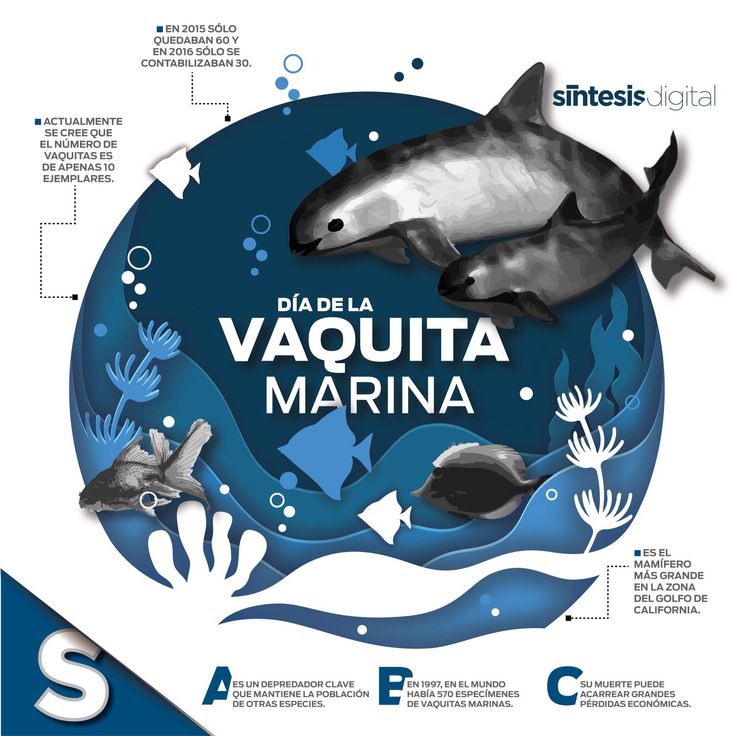 EN 2015 SÓLO
QUEDABAN 60 Y
EN 2016 SÓLO SE
CONTABILIZABAN 30.
síntesis digital
ACTUALMENTE
SE CREE QUE
EL NÚMERO DE
VAQUITAS ES
DE APENAS 10
EJEMPLARES.
DÍA DE LA
VAQUITA
MARINA
ES EL
MAMÍFERO
MÁS GRANDE
EN LA ZONA
DEL GOLFO DE
CALIFORNIA.
S
A
ES UN DEPREDADOR CLAVE
QUE MANTIENE LA POBLACIÓN
DE OTRAS ESPECIES.
B
EN 1997, EN EL MUNDO
HABÍA 570 ESPECÍMENES
DE VAQUITAS MARINAS.
C
SU MUERTE PUEDE
ACARREAR GRANDES
PÉRDIDAS ECONÓMICAS.